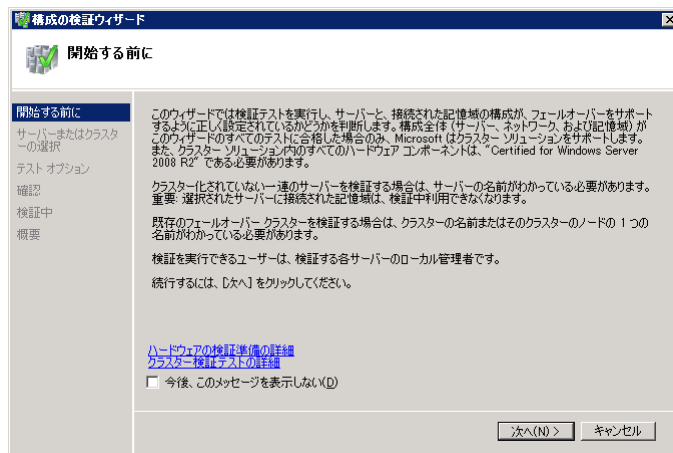 構成の検証ウィザード
開始する前に
開始する前に
サーバーまたはクラスタ
ーの選択
テスト オプション
確認
検証中
概要
このウィザードでは検証テストを実行し、サーバーと、接続された記憶域の構成が、フェールオーバーをサポート
するように正しく設定されているかどうかを判断します。構成全体 (サーバー、ネットワーク、および記憶域) が
このウィザードのすべてのテストに合格した場合のみ、Microsoft はクラスター ソリューションをサポートします。
また、クラスター ソリューション内のすべてのハードウェア コンポーネントは、"Certified for Windows Server
2008 R2" である必要があります。
クラスター化されていない一連のサーバーを検証する場合は、サーバーの名前がわかっている必要があります。
重要: 選択されたサーバーに接続された記憶域は、検証中利用できなくなります。
既存のフェールオーバー クラスターを検証する場合は、クラスターの名前またはそのクラスターのノードの 1 つの
名前がわかっている必要があります。
検証を実行できるユーザーは、検証する各サーバーのローカル管理者です。
続行するには、[次へ] をクリックしてください。
ハードウェアの検証準備の詳細
クラスター検証テストの詳細
今後、このメッセージを表示しない(D)
次へ(N) >
キャンセル